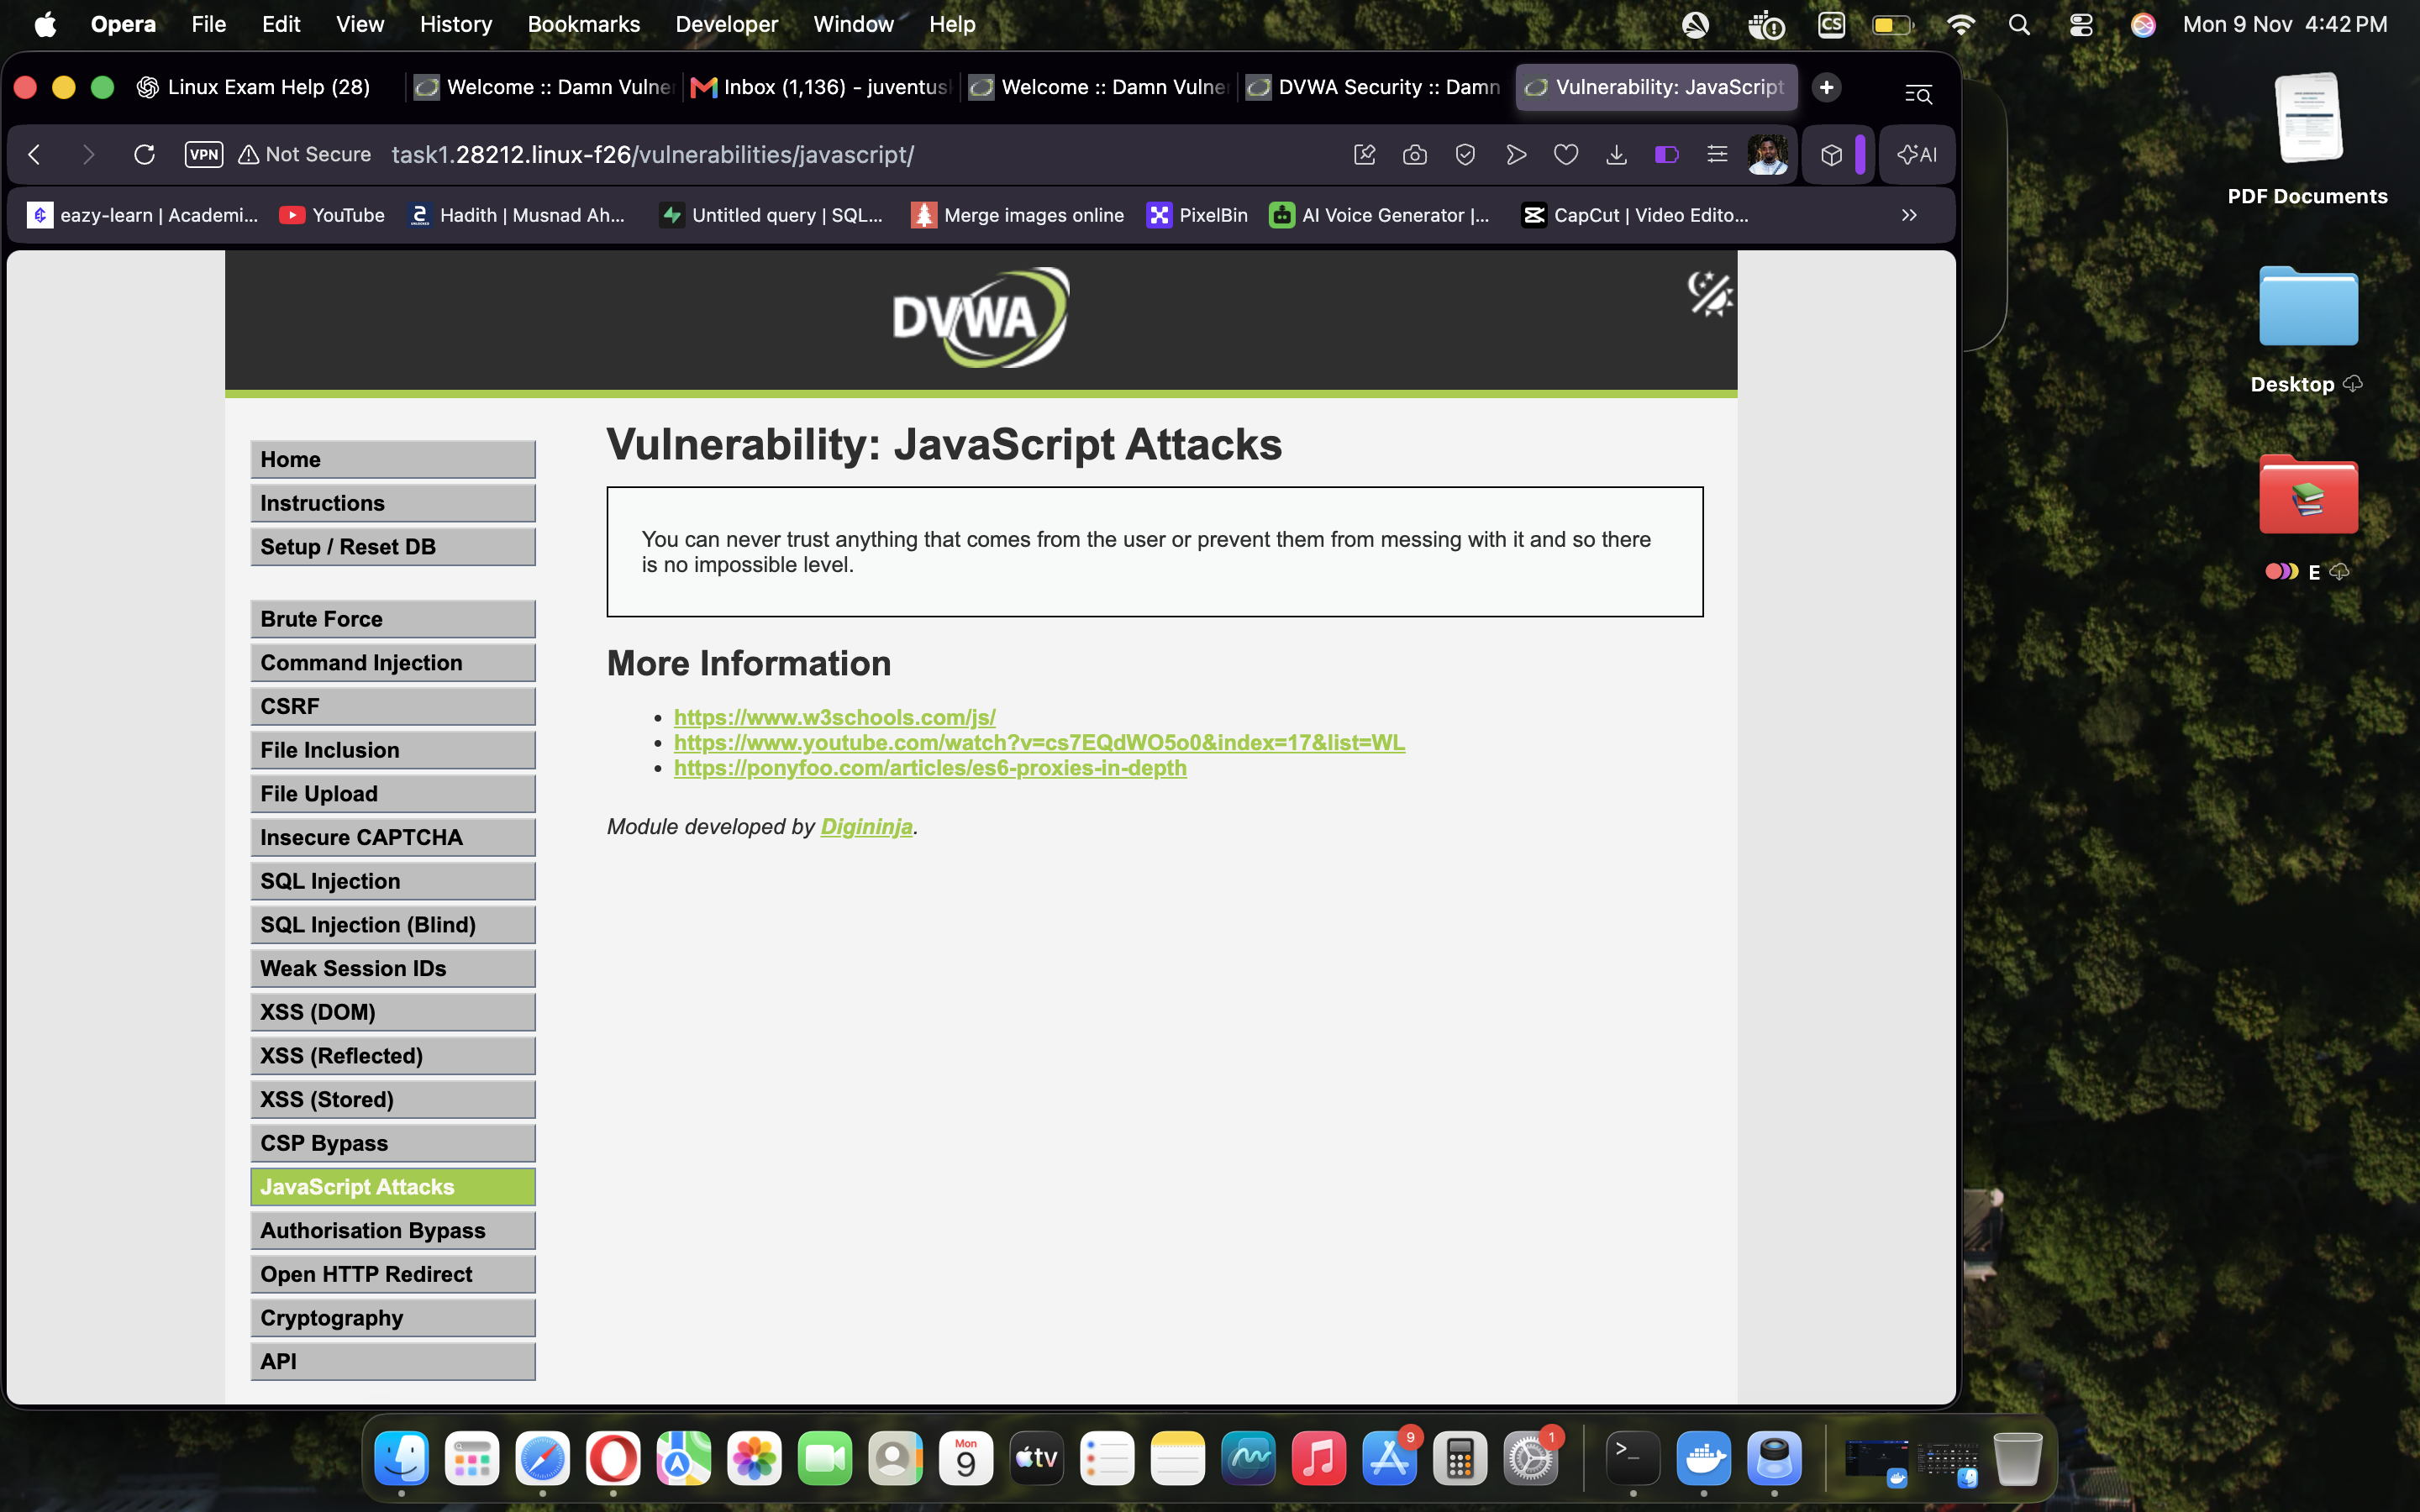 Opera File Edit View History Bookmarks Developer Window Help CS Mon 9 Nov 4:42 PM
Linux Exam Help (28) Welcome :: Damn Vulne Inbox (1,136) - juventus Welcome :: Damn Vulne DVWA Security :: Damn Vulnerability: JavaScript
VPN Not Secure task1.28212.linux-f26/vulnerabilities/javascript/ AI
eazy-learn | Academi... YouTube Hadith | Musnad Ah... Untitled query | SQL... Merge images online PixelBin AI Voice Generator |... CapCut | Video Edito...
DVWA
Home
Instructions
Setup / Reset DB
Brute Force
Command Injection
CSRF
File Inclusion
File Upload
Insecure CAPTCHA
SQL Injection
SQL Injection (Blind)
Weak Session IDs
XSS (DOM)
XSS (Reflected)
XSS (Stored)
CSP Bypass
JavaScript Attacks
Authorisation Bypass
Open HTTP Redirect
Cryptography
API
Vulnerability: JavaScript Attacks
You can never trust anything that comes from the user or prevent them from messing with it and so there
is no impossible level.
More Information
https://www.w3schools.com/js/
https://www.youtube.com/watch?v=cs7EQdWO5o0&index=17&list=WL
https://ponyfoo.com/articles/es6-proxies-in-depth
Module developed by Digininja.
PDF Documents
Desktop
E
Mon
9
tv
9
1